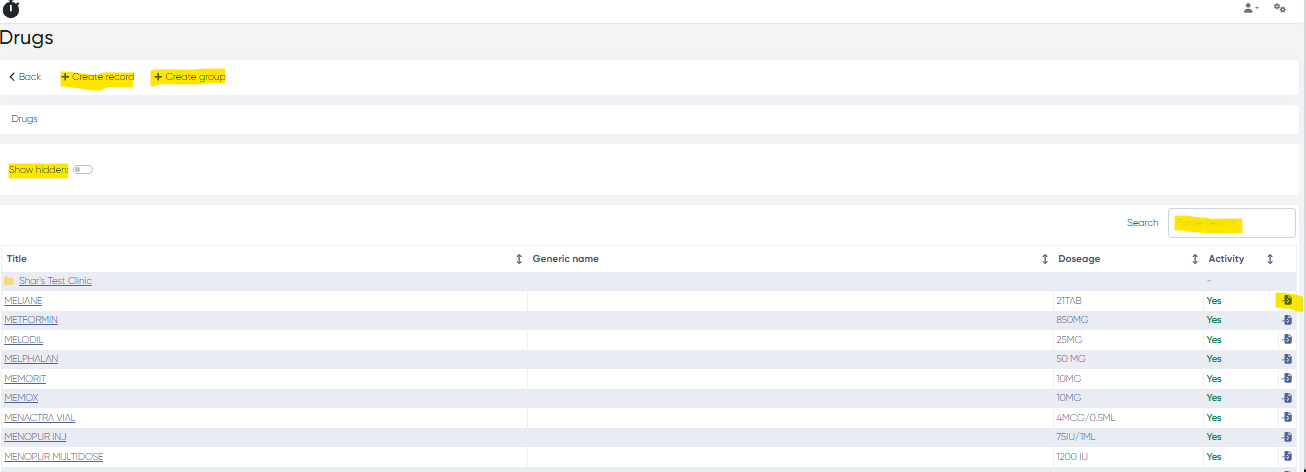 Drugs
Back + Create record + Create group
Drugs
Show hidden:
Search
Title Generic name Doseage Activity
Shar's Test Clinic -
MELIANE 21TAB Yes
METFORMIN 850MG Yes
MELODIL 25MG Yes
MELPHALAN 50 MG Yes
MEMORIT 10MG Yes
MEMOX 10MG Yes
MENACTRA VIAL 4MCG/0.5ML Yes
MENOPUR INJ 75IU/1ML Yes
MENOPUR MULTIDOSE 1200 IU Yes